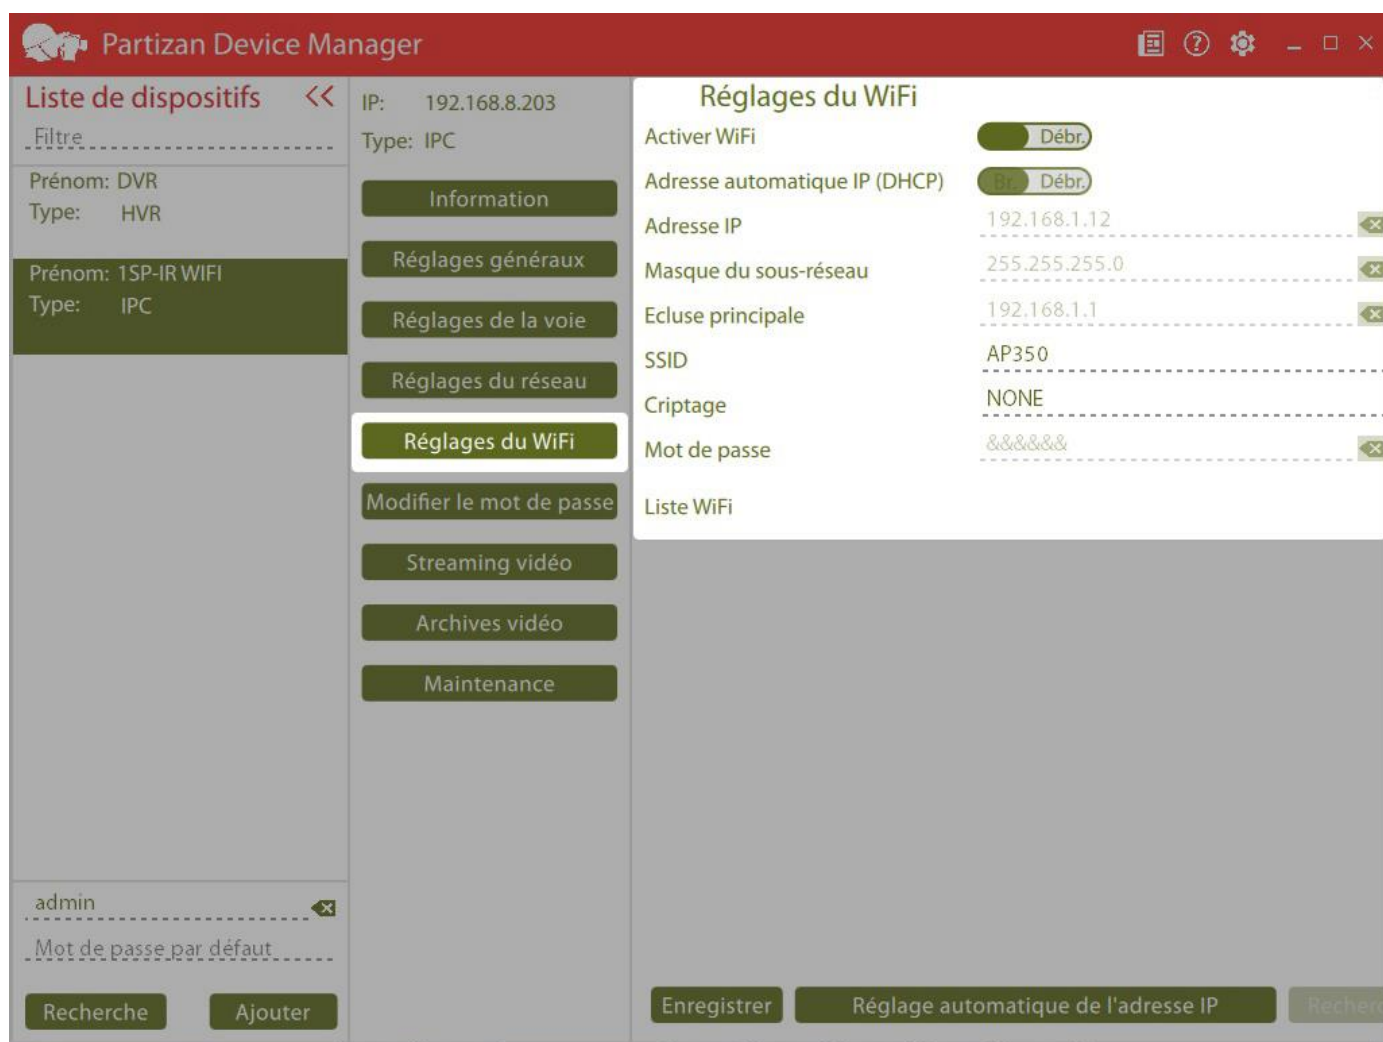 Partizan Device Manager
Liste de dispositifs <<
Filtre
Prénom: DVR
Type: HVR
Prénom: 1SP-IR WIFI
Type: IPC
admin
Mot de passe par défaut
Recherche Ajouter
IP: 192.168.8.203
Type: IPC
Information
Réglages généraux
Réglages de la voie
Réglages du réseau
Réglages du WiFi
Modifier le mot de passe
Streaming vidéo
Archives vidéo
Maintenance
Réglages du WiFi
Activer WiFi Débr.
Adresse automatique IP (DHCP) Br. Débr.
Adresse IP 192.168.1.12
Masque du sous-réseau 255.255.255.0
Ecluse principale 192.168.1.1
SSID AP350
Criptage NONE
Mot de passe &&&&&&
Liste WiFi
Enregistrer Réglage automatique de l'adresse IP